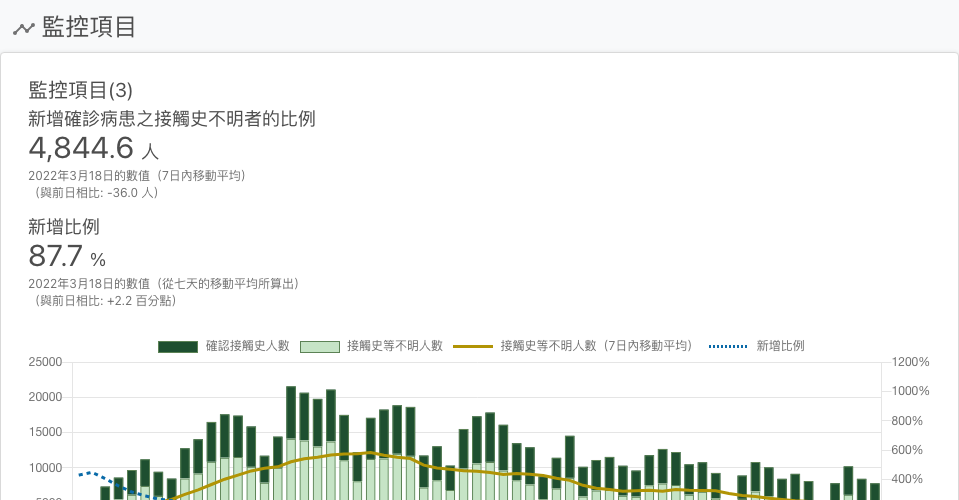 監控項目
監控項目(3)
新增確診病患之接觸史不明者的比例
4,844.6 人
2022年3月18日的數值（7日內移動平均）
（與前日相比: -36.0 人）
新增比例
87.7 %
2022年3月18日的數值（從七天的移動平均所算出）
（與前日相比: +2.2 百分點）
確認接觸史人數 接觸史等不明人數 接觸史等不明人數（7日內移動平均） 新增比例
25000 1200%
20000 1000%
15000 800%
10000 600%
400%